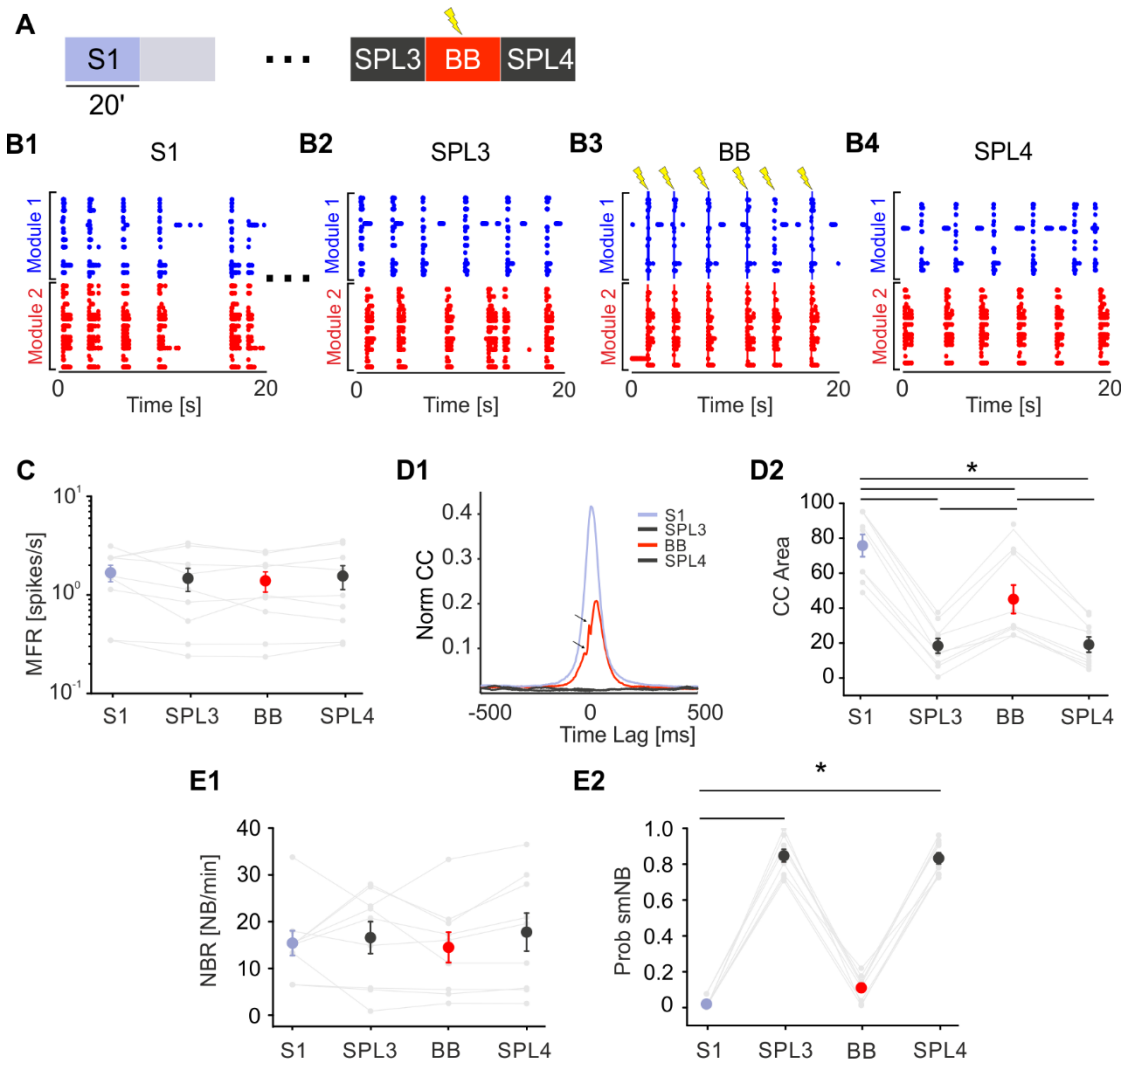 A
S1
20'
...
SPL3 BB SPL4
B1 S1
B2 SPL3
B3 BB
B4 SPL4
Module 1
Module 2
0 20
Time [s]
...
Module 1
Module 2
0 20
Time [s]
Module 1
Module 2
0 20
Time [s]
Module 1
Module 2
0 20
Time [s]
C
MFR [spikes/s]
10¹
10⁰
10⁻¹
S1 SPL3 BB SPL4
D1
Norm CC
0.4
0.3
0.2
0.1
S1
SPL3
BB
SPL4
-500 0 500
Time Lag [ms]
D2
*
CC Area
100
80
60
40
20
0
S1 SPL3 BB SPL4
E1
NBR [NB/min]
40
30
20
10
0
S1 SPL3 BB SPL4
E2
*
Prob smNB
1.0
0.8
0.6
0.4
0.2
0
S1 SPL3 BB SPL4